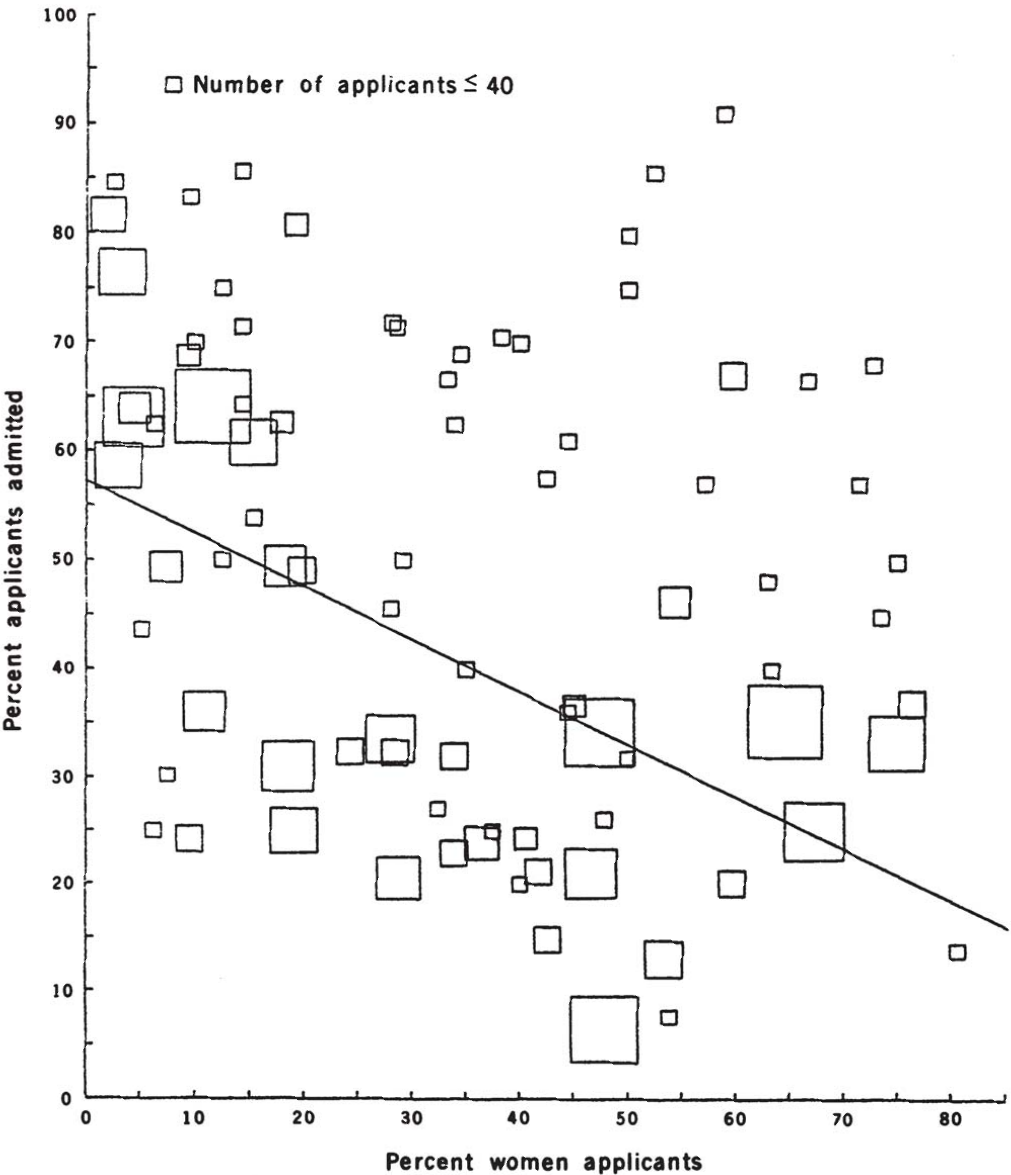 100
Number of applicants ≤ 40
90
80
70
60
50
40
30
20
10
0
Percent applicants admitted
0 10 20 30 40 50 60 70 80
Percent women applicants